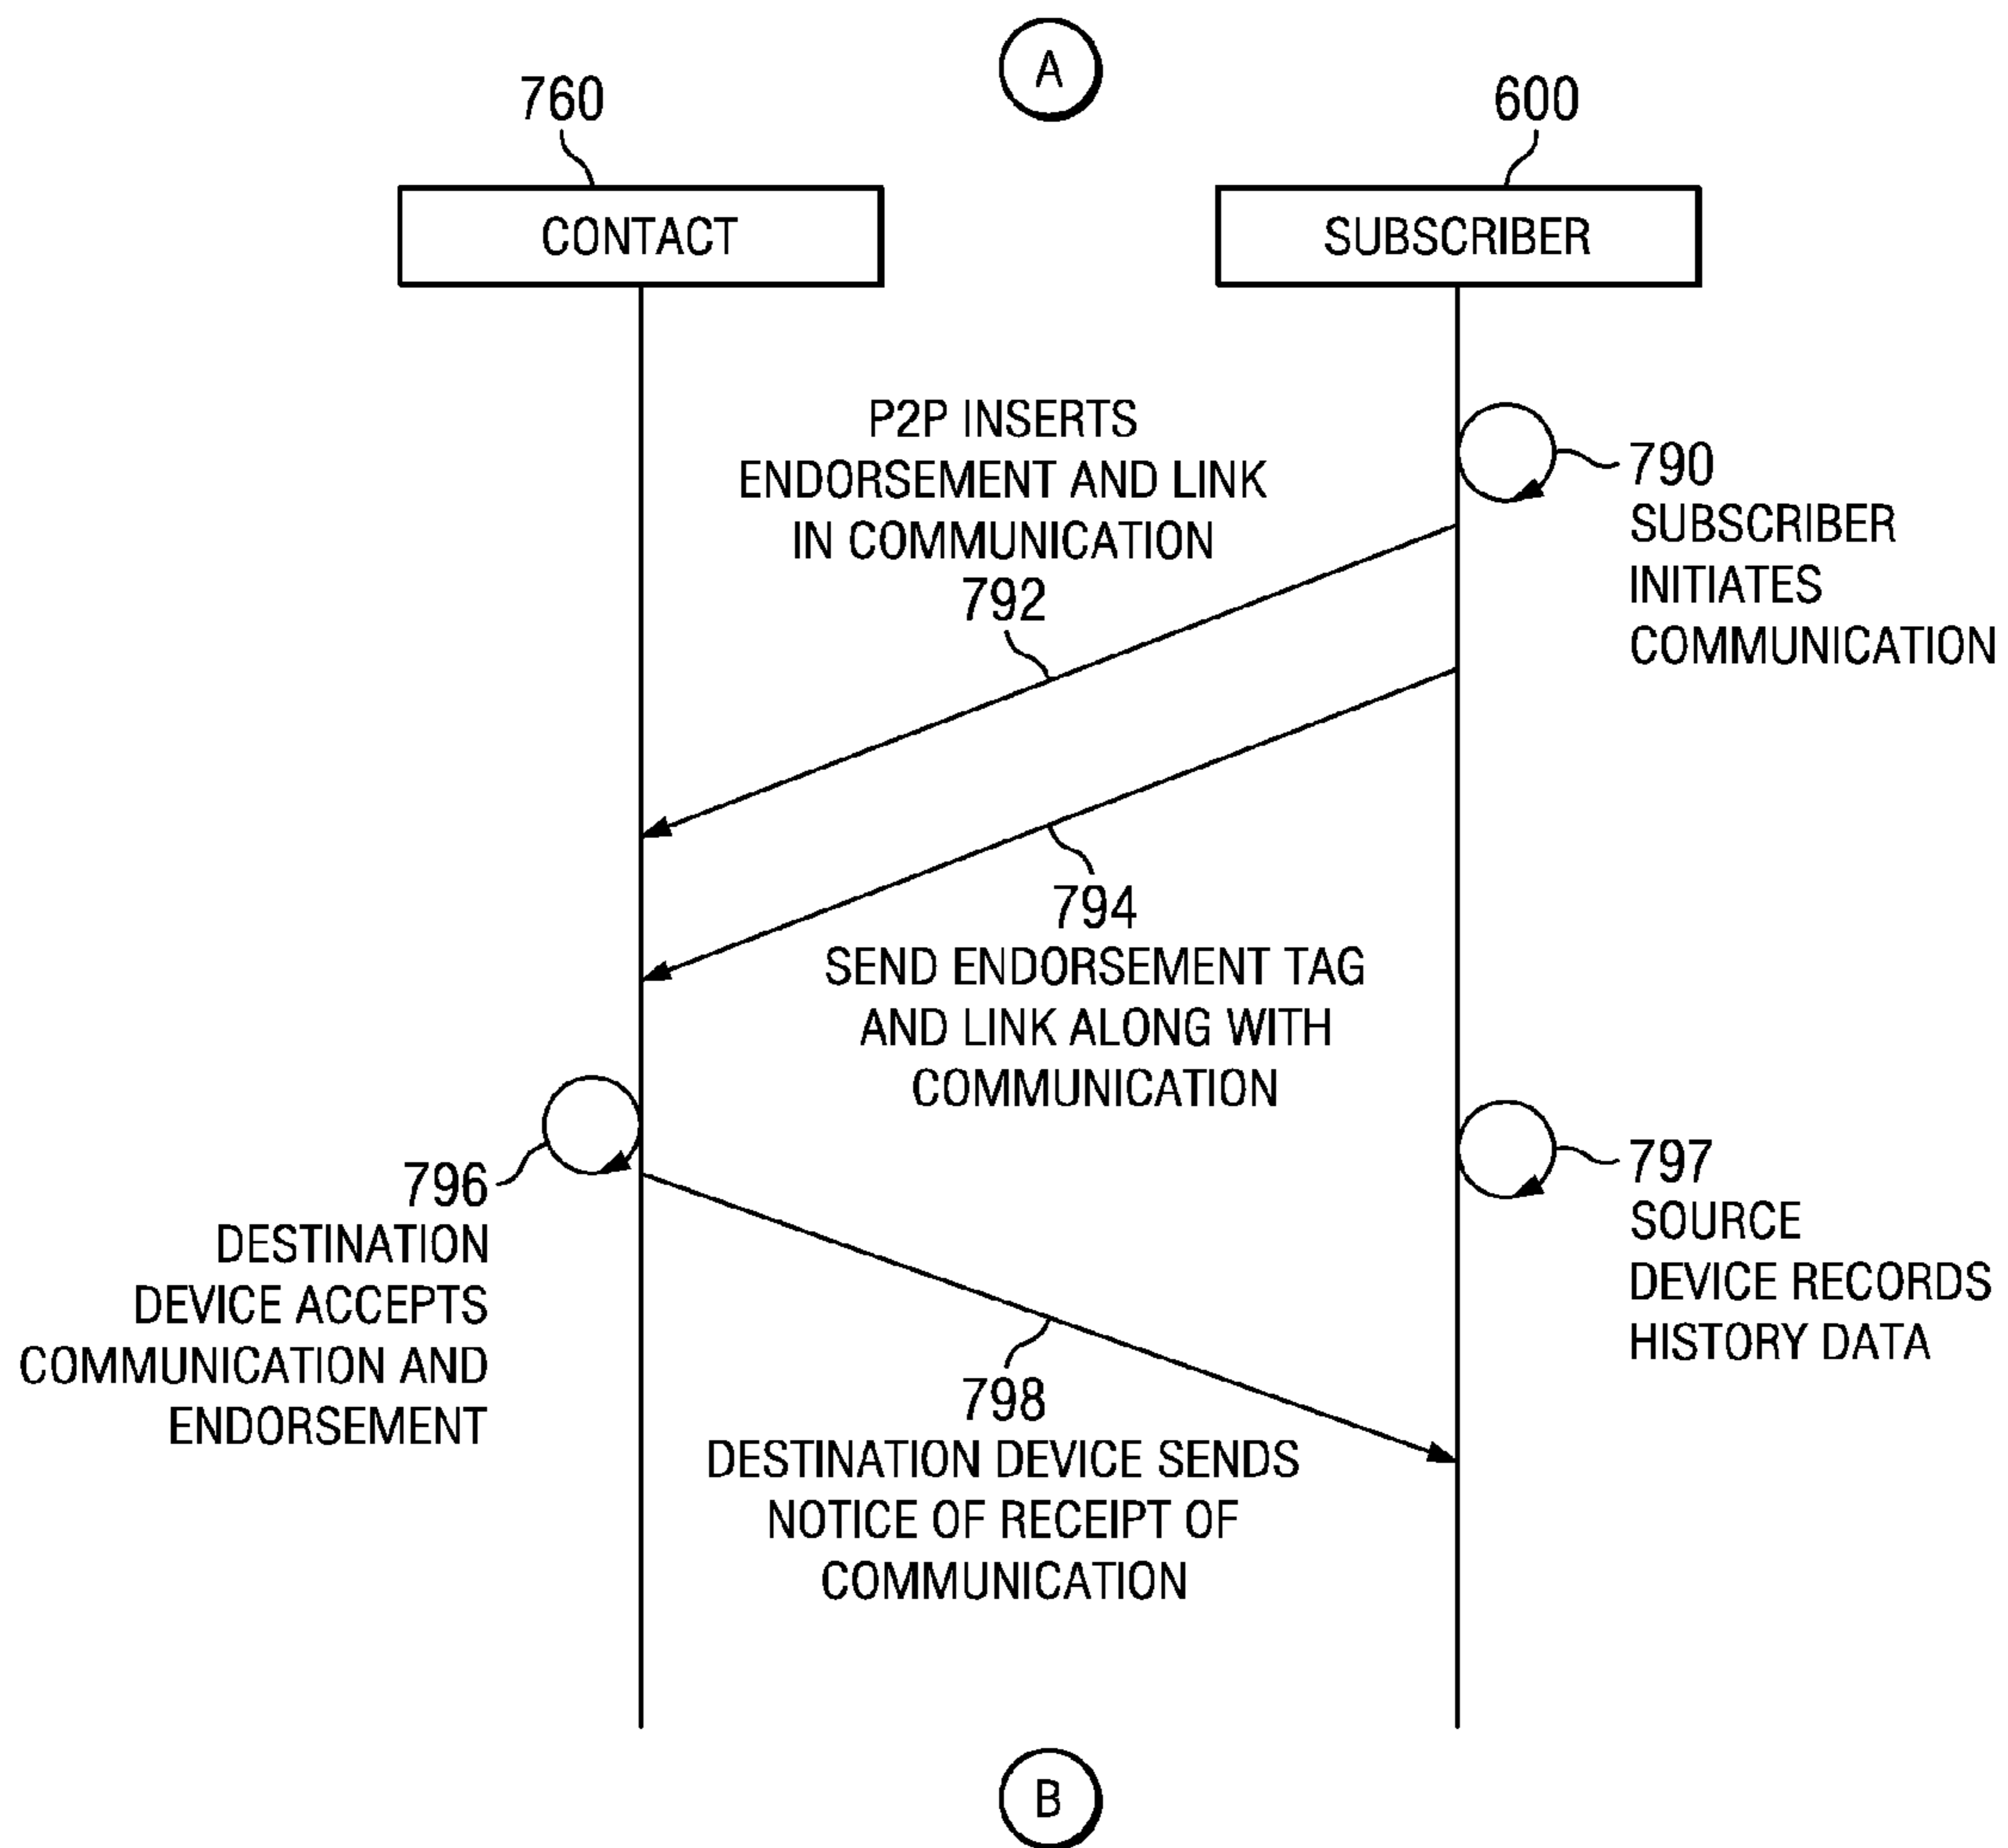 A
760
600
CONTACT
SUBSCRIBER
P2P INSERTS
ENDORSEMENT AND LINK
IN COMMUNICATION
792
790
SUBSCRIBER
INITIATES
COMMUNICATION
794
SEND ENDORSEMENT TAG
AND LINK ALONG WITH
COMMUNICATION
796
DESTINATION
DEVICE ACCEPTS
COMMUNICATION AND
ENDORSEMENT
797
SOURCE
DEVICE RECORDS
HISTORY DATA
798
DESTINATION DEVICE SENDS
NOTICE OF RECEIPT OF
COMMUNICATION
B